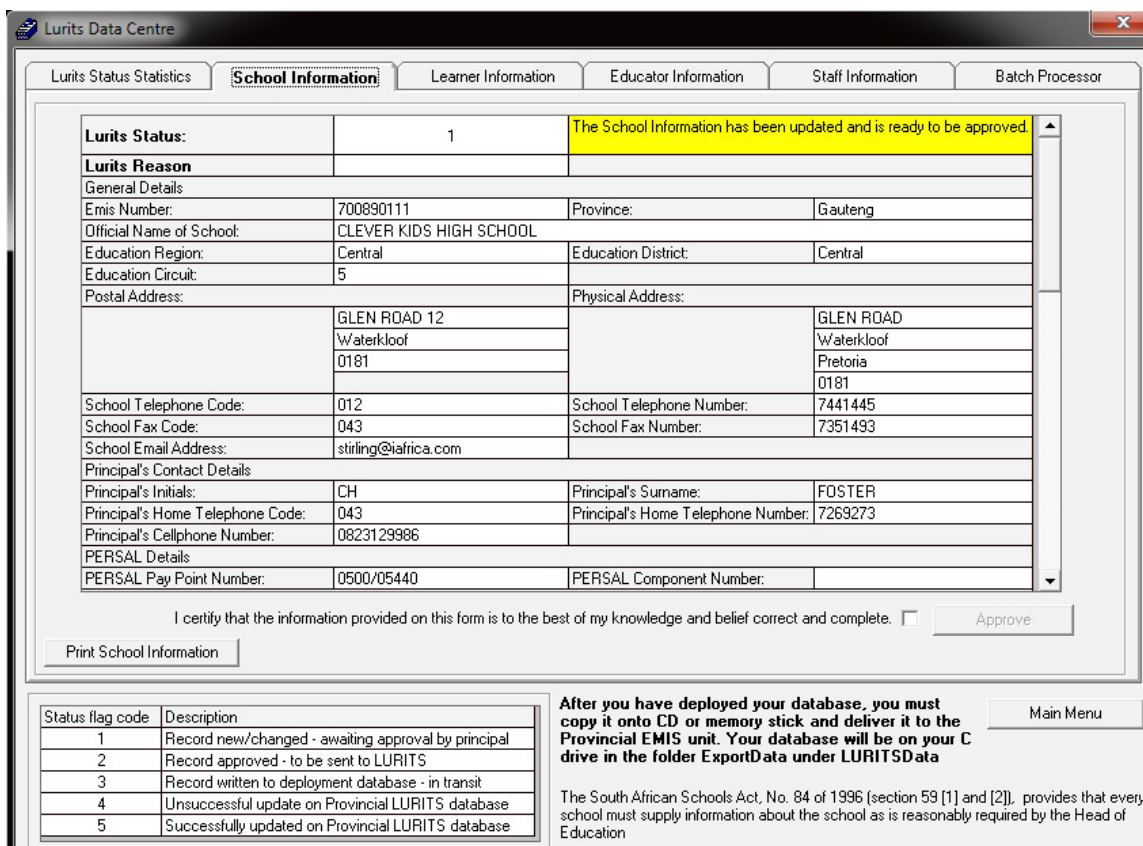 Lurits Data Centre
Lurits Status Statistics School Information Learner Information Educator Information Staff Information Batch Processor
Lurits Status: 1 The School Information has been updated and is ready to be approved.
Lurits Reason
General Details
Emis Number: 700890111 Province: Gauteng
Official Name of School: CLEVER KIDS HIGH SCHOOL
Education Region: Central Education District: Central
Education Circuit: 5
Postal Address: Physical Address:
GLEN ROAD 12 GLEN ROAD
Waterkloof Waterkloof
0181 Pretoria
0181
School Telephone Code: 012 School Telephone Number: 7441445
School Fax Code: 043 School Fax Number: 7351493
School Email Address: stirling@iafrica.com
Principal's Contact Details
Principal's Initials: CH Principal's Surname: FOSTER
Principal's Home Telephone Code: 043 Principal's Home Telephone Number: 7269273
Principal's Cellphone Number: 0823129986
PERSAL Details
PERSAL Pay Point Number: 0500/05440 PERSAL Component Number:
I certify that the information provided on this form is to the best of my knowledge and belief correct and complete. Approve
Print School Information
Status flag code Description
1 Record new/changed - awaiting approval by principal
2 Record approved - to be sent to LURITS
3 Record written to deployment database - in transit
4 Unsuccessful update on Provincial LURITS database
5 Successfully updated on Provincial LURITS database
After you have deployed your database, you must
copy it onto CD or memory stick and deliver it to the
Provincial EMIS unit. Your database will be on your C
drive in the folder ExportData under LURITSData
Main Menu
The South African Schools Act, No. 84 of 1996 (section 59 [1] and [2]), provides that every
school must supply information about the school as is reasonably required by the Head of
Education